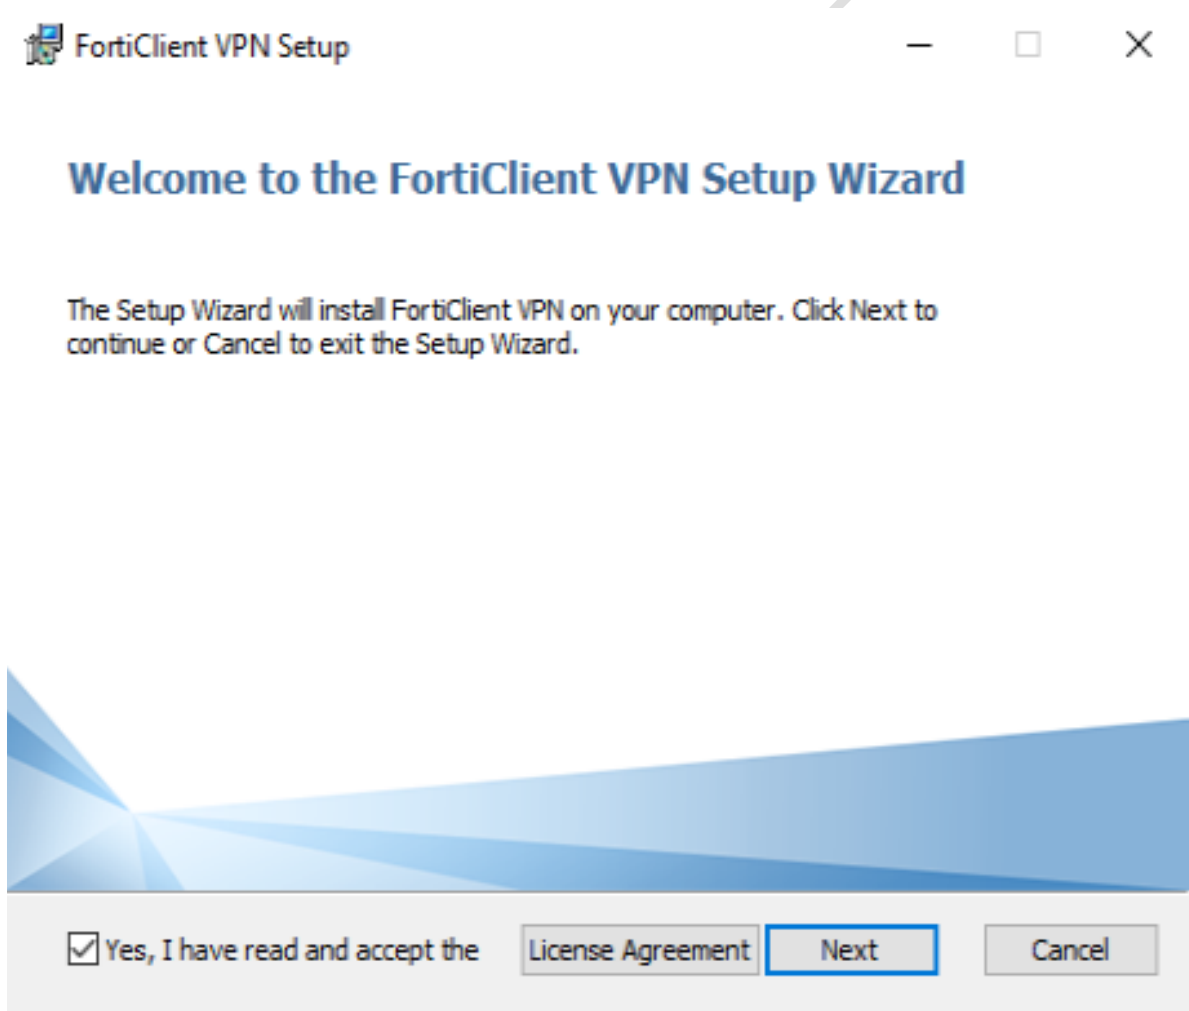 FortiClient VPN Setup
Welcome to the FortiClient VPN Setup Wizard
The Setup Wizard will install FortiClient VPN on your computer. Click Next to
continue or Cancel to exit the Setup Wizard.
Yes, I have read and accept the License Agreement Next Cancel